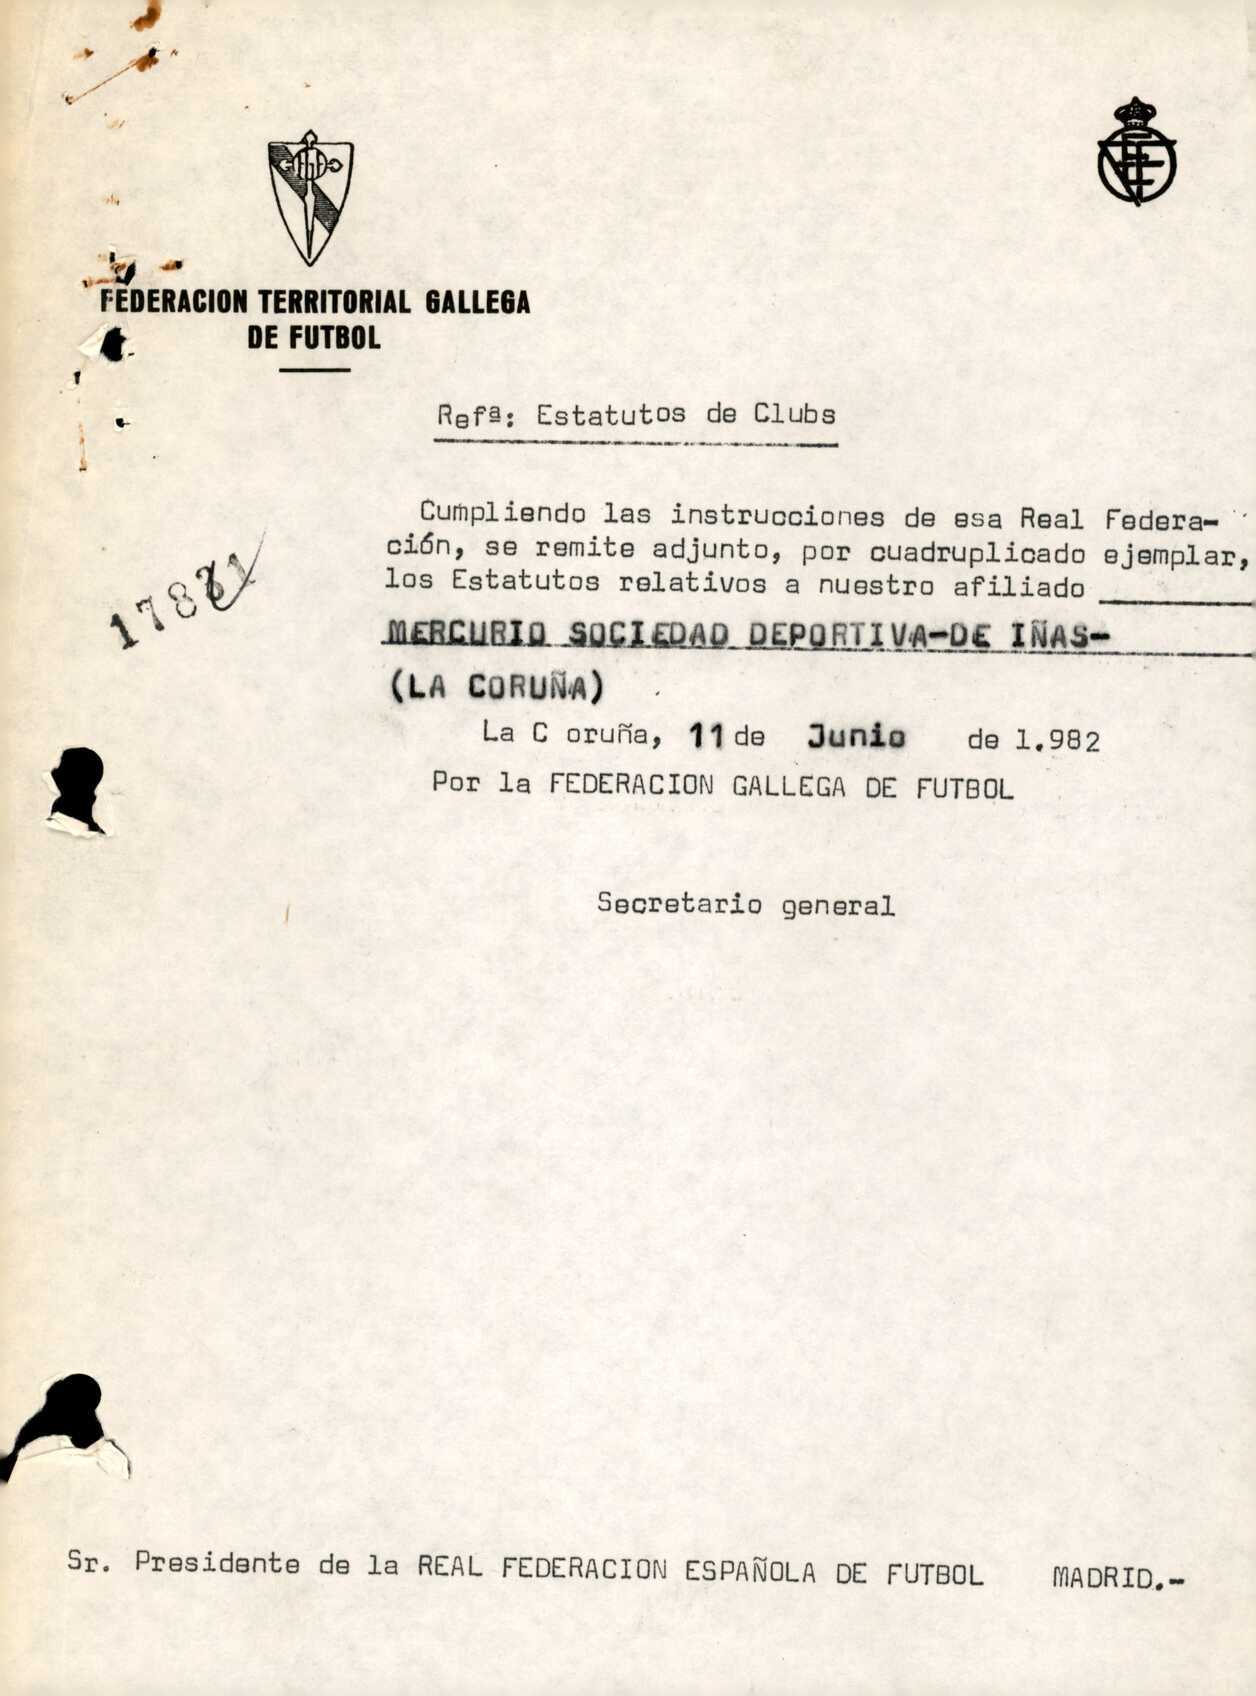 FEDERACION TERRITORIAL GALLEGA
DE FUTBOL
Refª: Estatutos de Clubs
Cumpliendo las instrucciones de esa Real Federa-
ción, se remite adjunto, por cuadruplicado ejemplar,
los Estatutos relativos a nuestro afiliado
MERCURIO SOCIEDAD DEPORTIVA-DE IÑAS-
(LA CORUÑA)
La C oruña, 11 de Junio de 1.982
Por la FEDERACION GALLEGA DE FUTBOL
Secretario general
Sr. Presidente de la REAL FEDERACION ESPAÑOLA DE FUTBOL MADRID.-